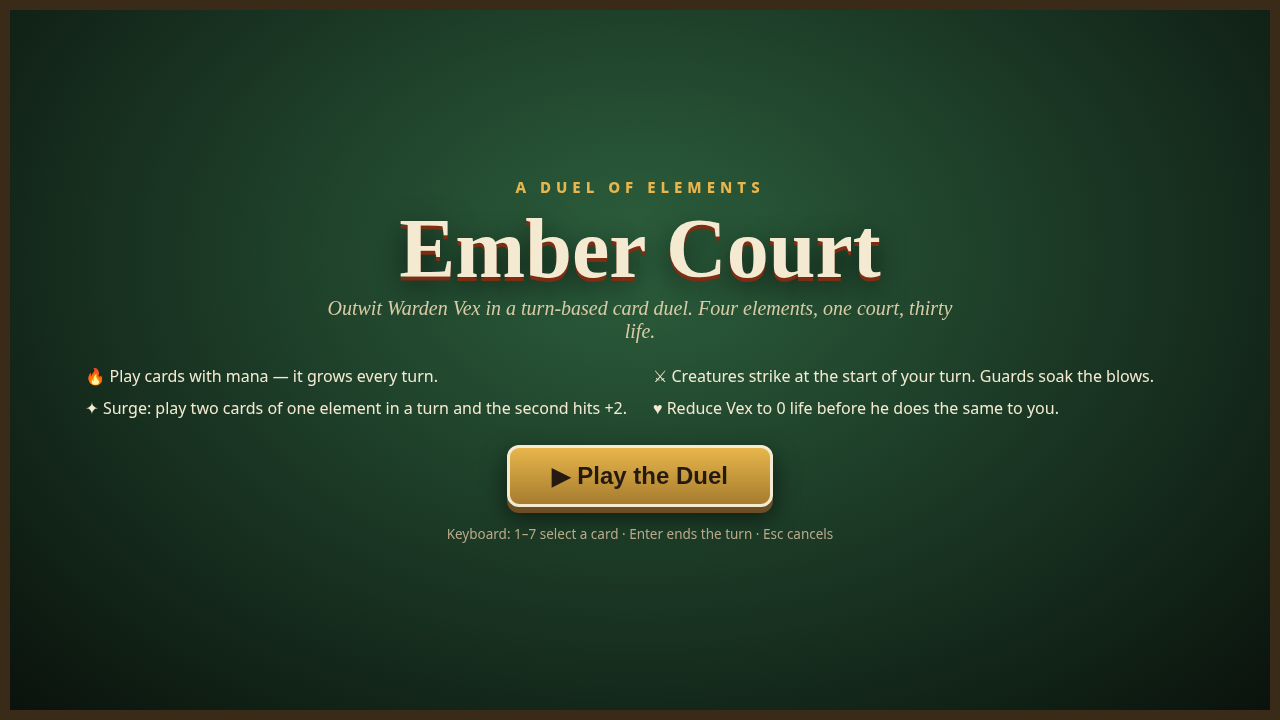 A DUEL OF ELEMENTS
Ember Court
Outwit Warden Vex in a turn-based card duel. Four elements, one court, thirty
life.
🔥 Play cards with mana — it grows every turn.
⚔ Creatures strike at the start of your turn. Guards soak the blows.
✦ Surge: play two cards of one element in a turn and the second hits +2.
♥ Reduce Vex to 0 life before he does the same to you.
▶ Play the Duel
Keyboard: 1–7 select a card · Enter ends the turn · Esc cancels